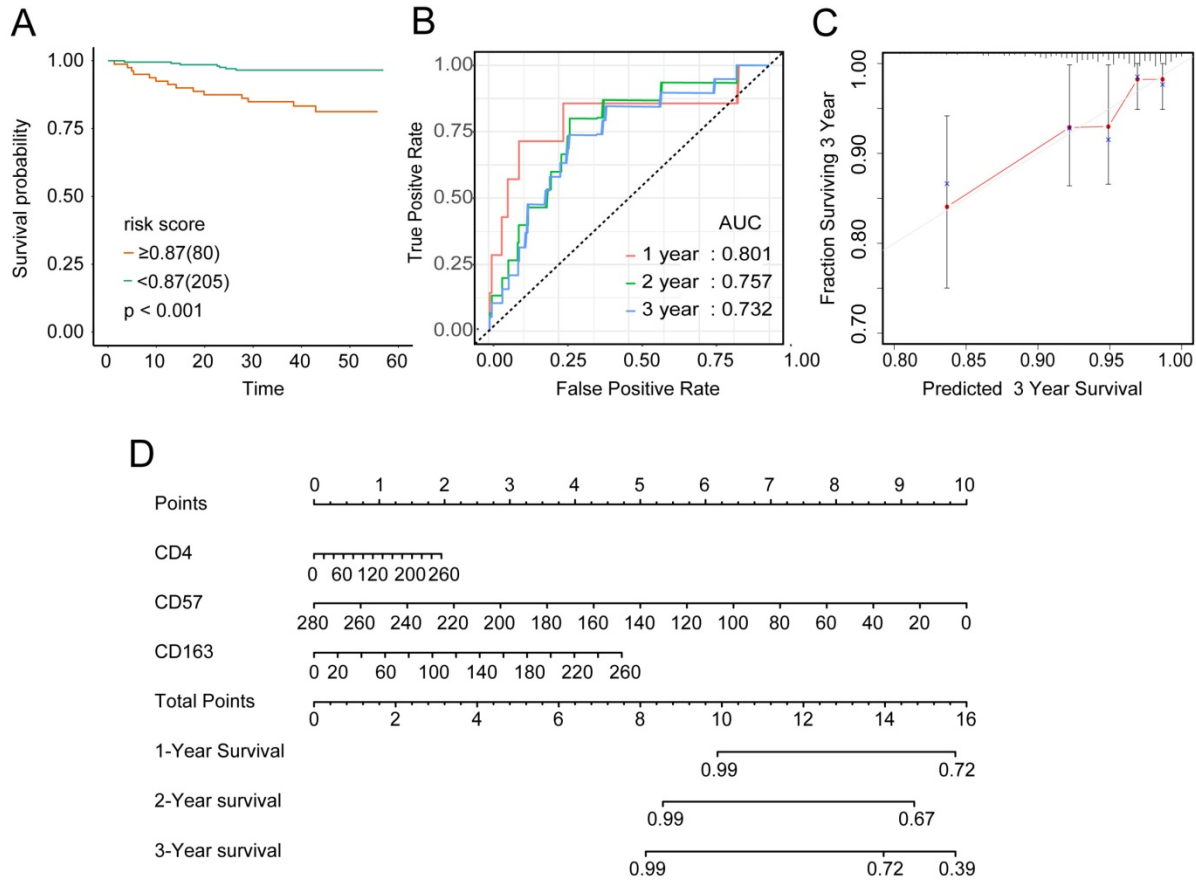 A
1.00
0.75
0.50
0.25
0.00
Survival probability
risk score
≥0.87(80)
<0.87(205)
p < 0.001
0 10 20 30 40 50 60
Time
B
1.00
0.75
0.50
0.25
0.00
True Positive Rate
AUC
1 year : 0.801
2 year : 0.757
3 year : 0.732
0.00 0.25 0.50 0.75 1.00
False Positive Rate
C
1.00
0.90
0.80
0.70
Fraction Surviving 3 Year
0.80 0.90 0.95 1.00
Predicted 3 Year Survival
D
Points
0 1 2 3 4 5 6 7 8 9 10
CD4
0 60 120 200 260
CD57
280 260 240 220 200 180 160 140 120 100 80 60 40 20 0
CD163
0 20 60 100 140 180 220 260
Total Points
0 2 4 6 8 10 12 14 16
1-Year Survival
0.99 0.72
2-Year survival
0.99 0.67
3-Year survival
0.99 0.72 0.39